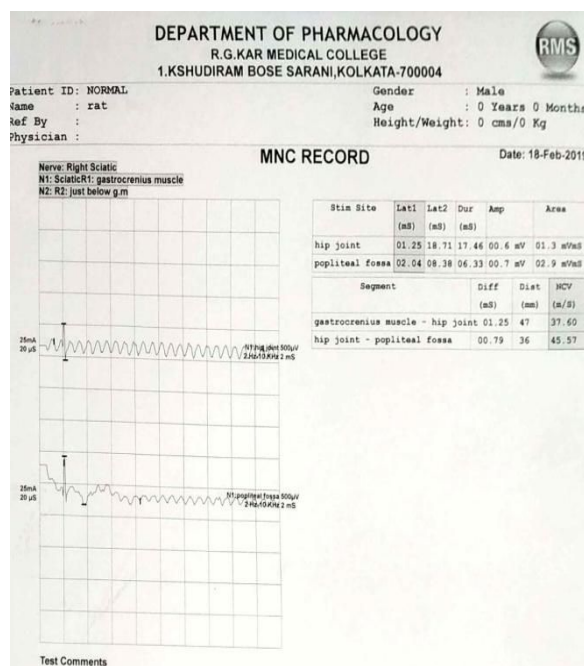 DEPARTMENT OF PHARMACOLOGY
R.G.KAR MEDICAL COLLEGE
1.KSHUDIRAM BOSE SARANI,KOLKATA-700004
RMS
Patient ID: NORMAL
Name : rat
Ref By :
Physician :
Gender : Male
Age : 0 Years 0 Months
Height/Weight: 0 cms/0 Kg
MNC RECORD
Date: 18-Feb-201
Nerve: Right Sciatic
N1: SciaticR1: gastrocrenius muscle
N2: R2: just below g.m
Stim Site Lat1 Lat2 Dur Amp Area
(mS) (mS) (mS)
hip joint 01.25 18.71 17.46 00.6 mV 01.3 mVmS
popliteal fossa 02.04 08.38 06.33 00.7 mV 02.9 mVmS
Segment Diff Dist NCV
(mS) (mm) (m/S)
gastrocrenius muscle - hip joint 01.25 47 37.60
hip joint - popliteal fossa 00.79 36 45.57
25mA
20 µS
N1:hip joint 500µV
2 Hz-10 KHz 2 mS
25mA
20 µS
N1:popliteal fossa 500µV
2 Hz-10 KHz 2 mS
Test Comments